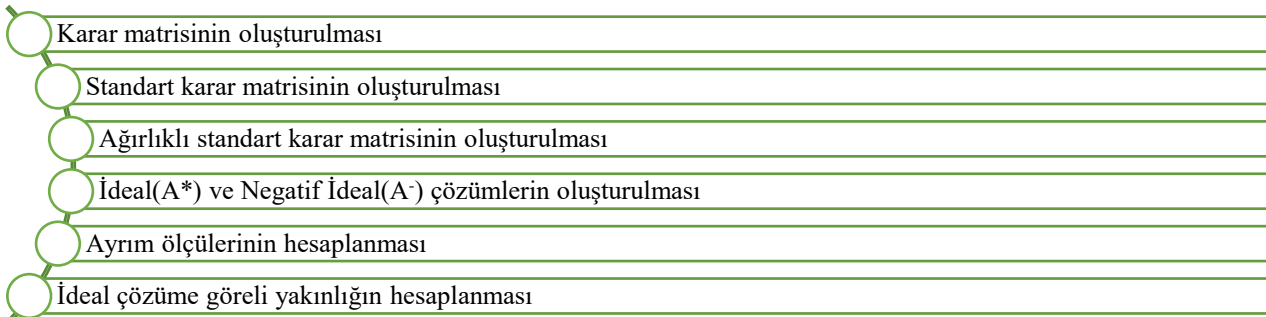 Karar matrisinin oluşturulması
Standart karar matrisinin oluşturulması
Ağırlıklı standart karar matrisinin oluşturulması
İdeal(A*) ve Negatif İdeal(A⁻) çözümlerin oluşturulması
Ayrım ölçülerinin hesaplanması
İdeal çözüme göreli yakınlığın hesaplanması